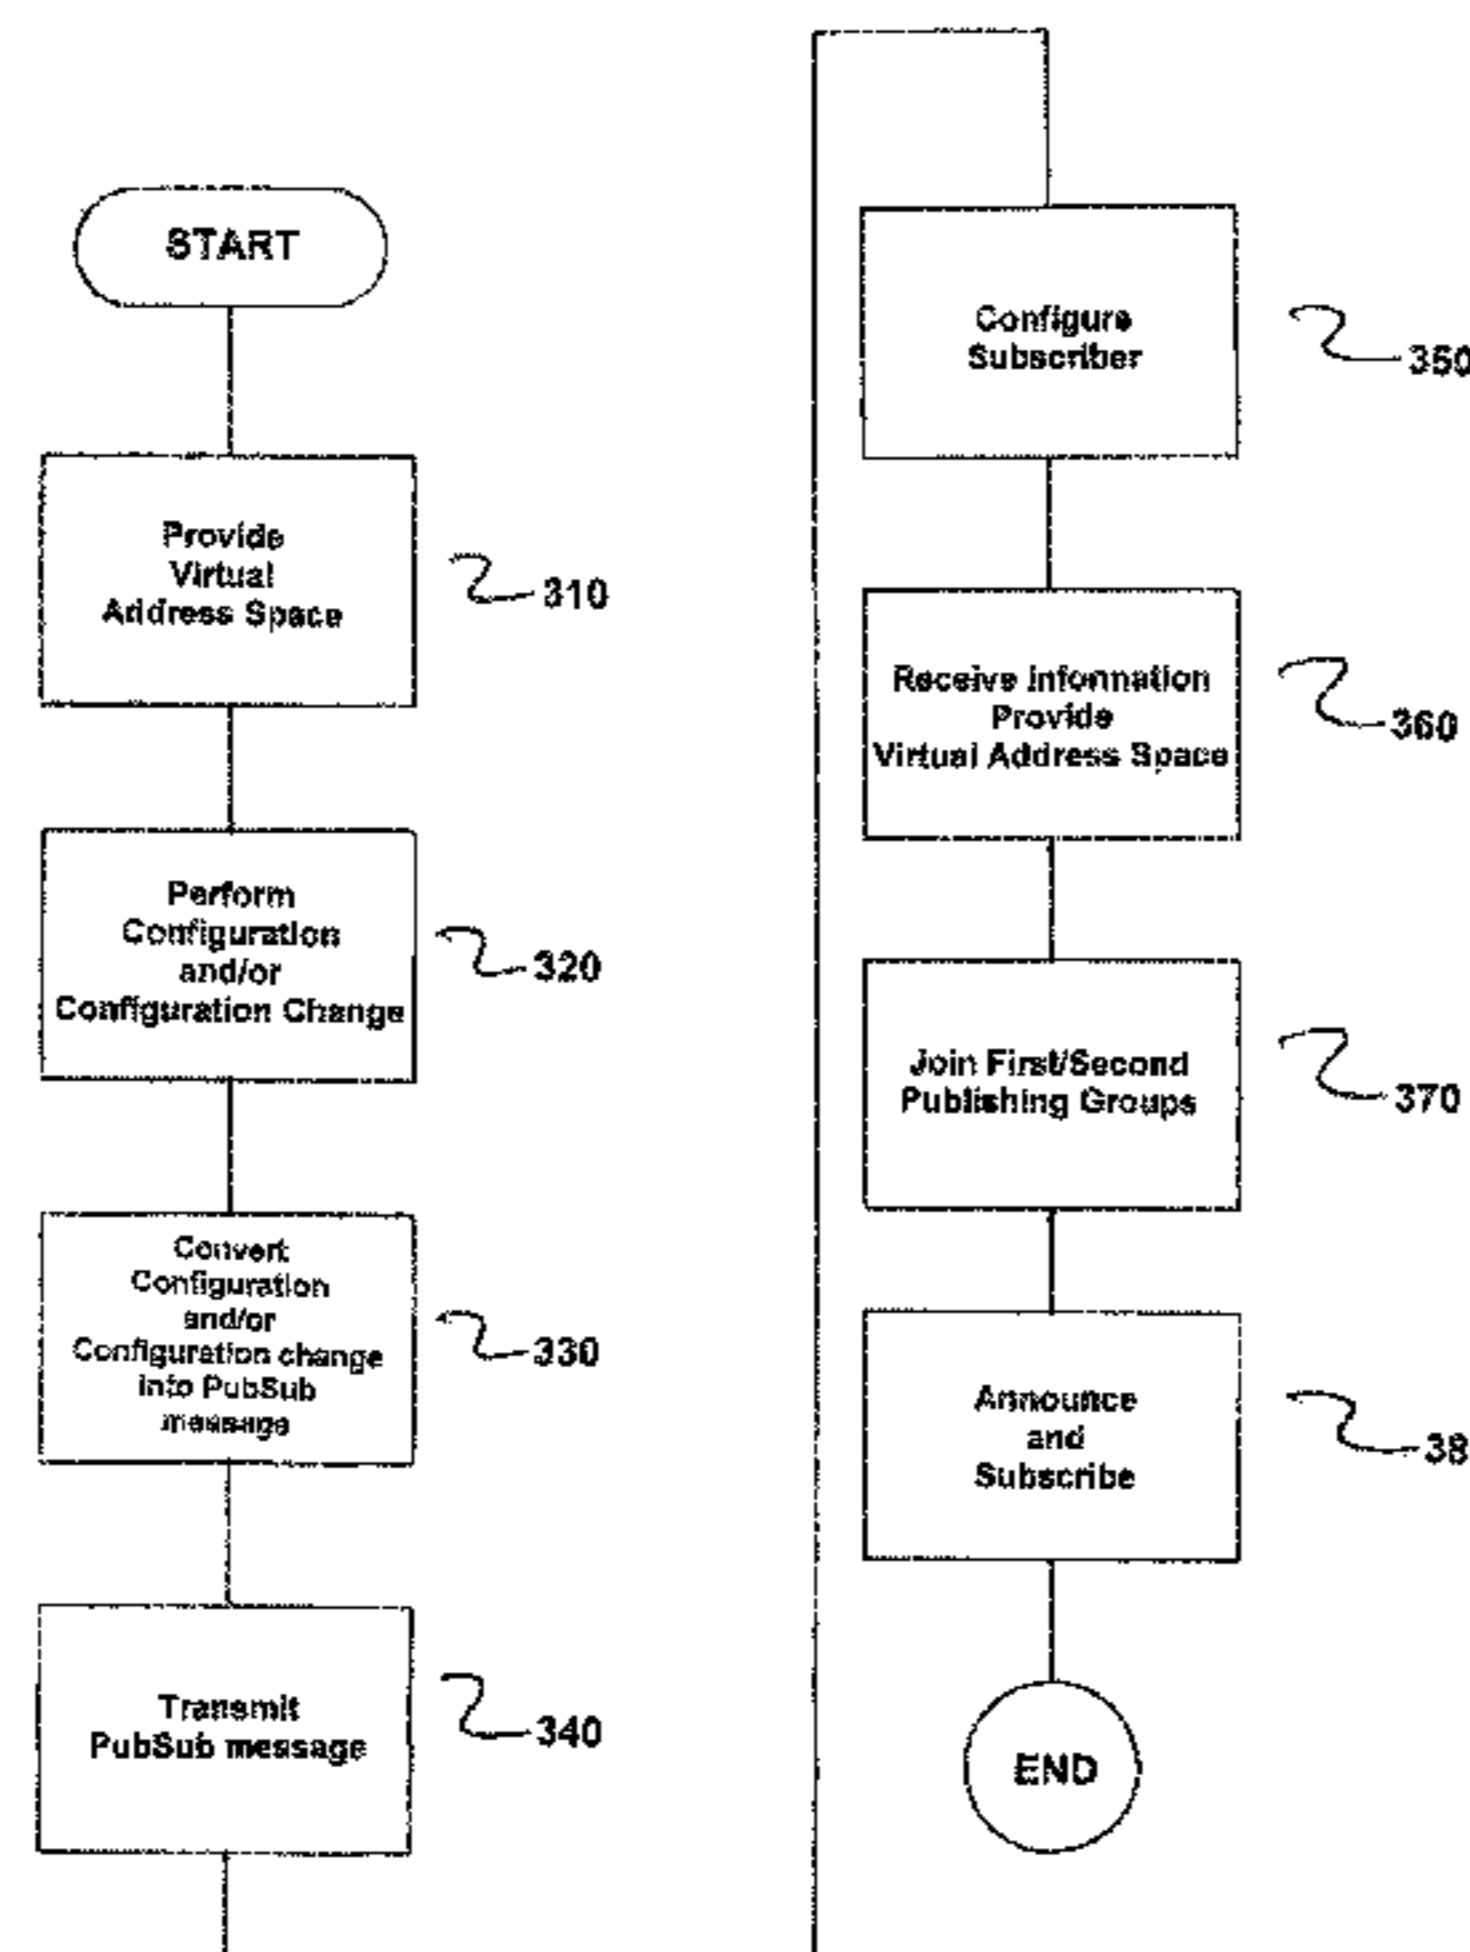 START
Provide
Virtual
Address Space
310
Perform
Configuration
and/or
Configuration Change
320
Convert
Configuration
and/or
Configuration change
into PubSub
message
330
Transmit
PubSub message
340
Configure
Subscriber
350
Receive Information
Provide
Virtual Address Space
360
Join First/Second
Publishing Groups
370
Announce
and
Subscribe
38
END